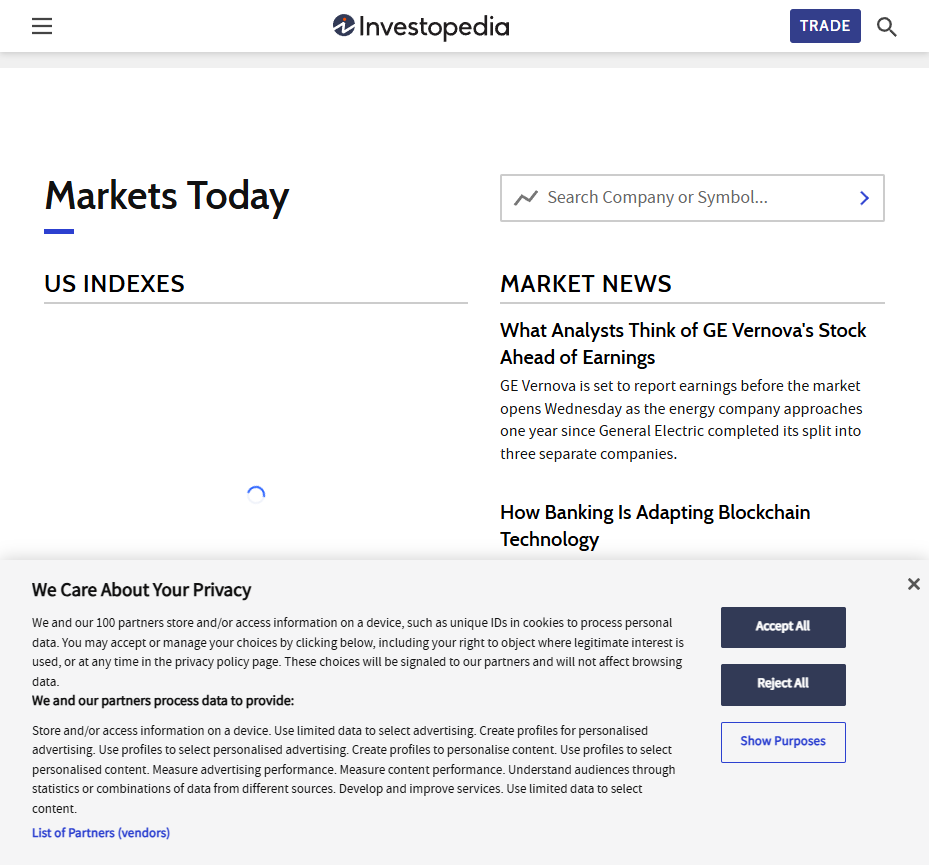 Investopedia
TRADE
Markets Today
Search Company or Symbol...
US INDEXES
MARKET NEWS
What Analysts Think of GE Vernova's Stock
Ahead of Earnings
GE Vernova is set to report earnings before the market
opens Wednesday as the energy company approaches
one year since General Electric completed its split into
three separate companies.
How Banking Is Adapting Blockchain
Technology
We Care About Your Privacy
We and our 100 partners store and/or access information on a device, such as unique IDs in cookies to process personal
data. You may accept or manage your choices by clicking below, including your right to object where legitimate interest is
used, or at any time in the privacy policy page. These choices will be signaled to our partners and will not affect browsing
data.
We and our partners process data to provide:
Store and/or access information on a device. Use limited data to select advertising. Create profiles for personalised
advertising. Use profiles to select personalised advertising. Create profiles to personalise content. Use profiles to select
personalised content. Measure advertising performance. Measure content performance. Understand audiences through
statistics or combinations of data from different sources. Develop and improve services. Use limited data to select
content.
List of Partners (vendors)
Accept All
Reject All
Show Purposes